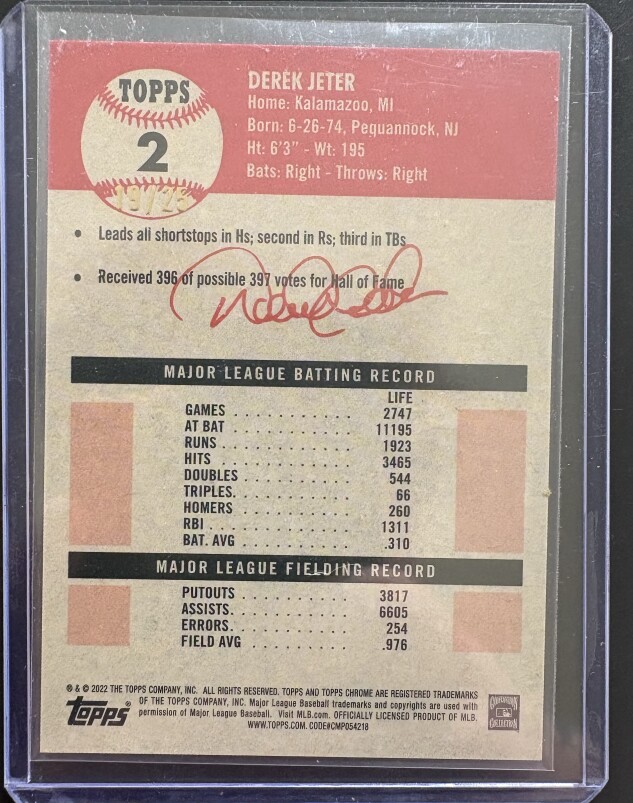 TOPPS
2
19/25
DEREK JETER
Home: Kalamazoo, MI
Born: 6-26-74, Pequannock, NJ
Ht: 6'3" - Wt: 195
Bats: Right - Throws: Right
• Leads all shortstops in Hs; second in Rs; third in TBs
• Received 396 of possible 397 votes for Hall of Fame
MAJOR LEAGUE BATTING RECORD
LIFE
GAMES . . . . . . . . . . . 2747
AT BAT . . . . . . . . . . . 11195
RUNS . . . . . . . . . . . . 1923
HITS . . . . . . . . . . . . 3465
DOUBLES . . . . . . . . . . 544
TRIPLES. . . . . . . . . . . 66
HOMERS . . . . . . . . . . 260
RBI . . . . . . . . . . . . . 1311
BAT. AVG . . . . . . . . . . .310
MAJOR LEAGUE FIELDING RECORD
PUTOUTS . . . . . . . . . . 3817
ASSISTS. . . . . . . . . . . 6605
ERRORS. . . . . . . . . . . 254
FIELD AVG . . . . . . . . . .976
® & © 2022 THE TOPPS COMPANY, INC. ALL RIGHTS RESERVED. TOPPS AND TOPPS CHROME ARE REGISTERED TRADEMARKS
OF THE TOPPS COMPANY, INC. Major League Baseball trademarks and copyrights are used with
permission of Major League Baseball. Visit MLB.com. OFFICIALLY LICENSED PRODUCT OF MLB.
WWW.TOPPS.COM. CODE#CMP054218
topps